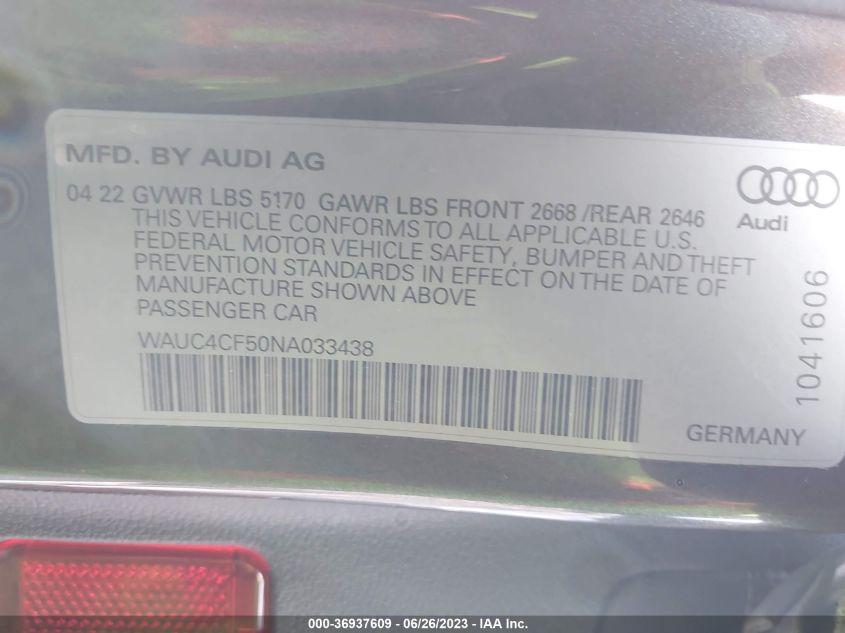 MFD. BY AUDI AG
04 22 GVWR LBS 5170 GAWR LBS FRONT 2668 /REAR 2646
THIS VEHICLE CONFORMS TO ALL APPLICABLE U.S.
FEDERAL MOTOR VEHICLE SAFETY, BUMPER AND THEFT
PREVENTION STANDARDS IN EFFECT ON THE DATE OF
MANUFACTURE SHOWN ABOVE
PASSENGER CAR
WAUC4CF50NA033438
Audi
1041606
GERMANY
000-36937609 - 06/26/2023 - IAA Inc.